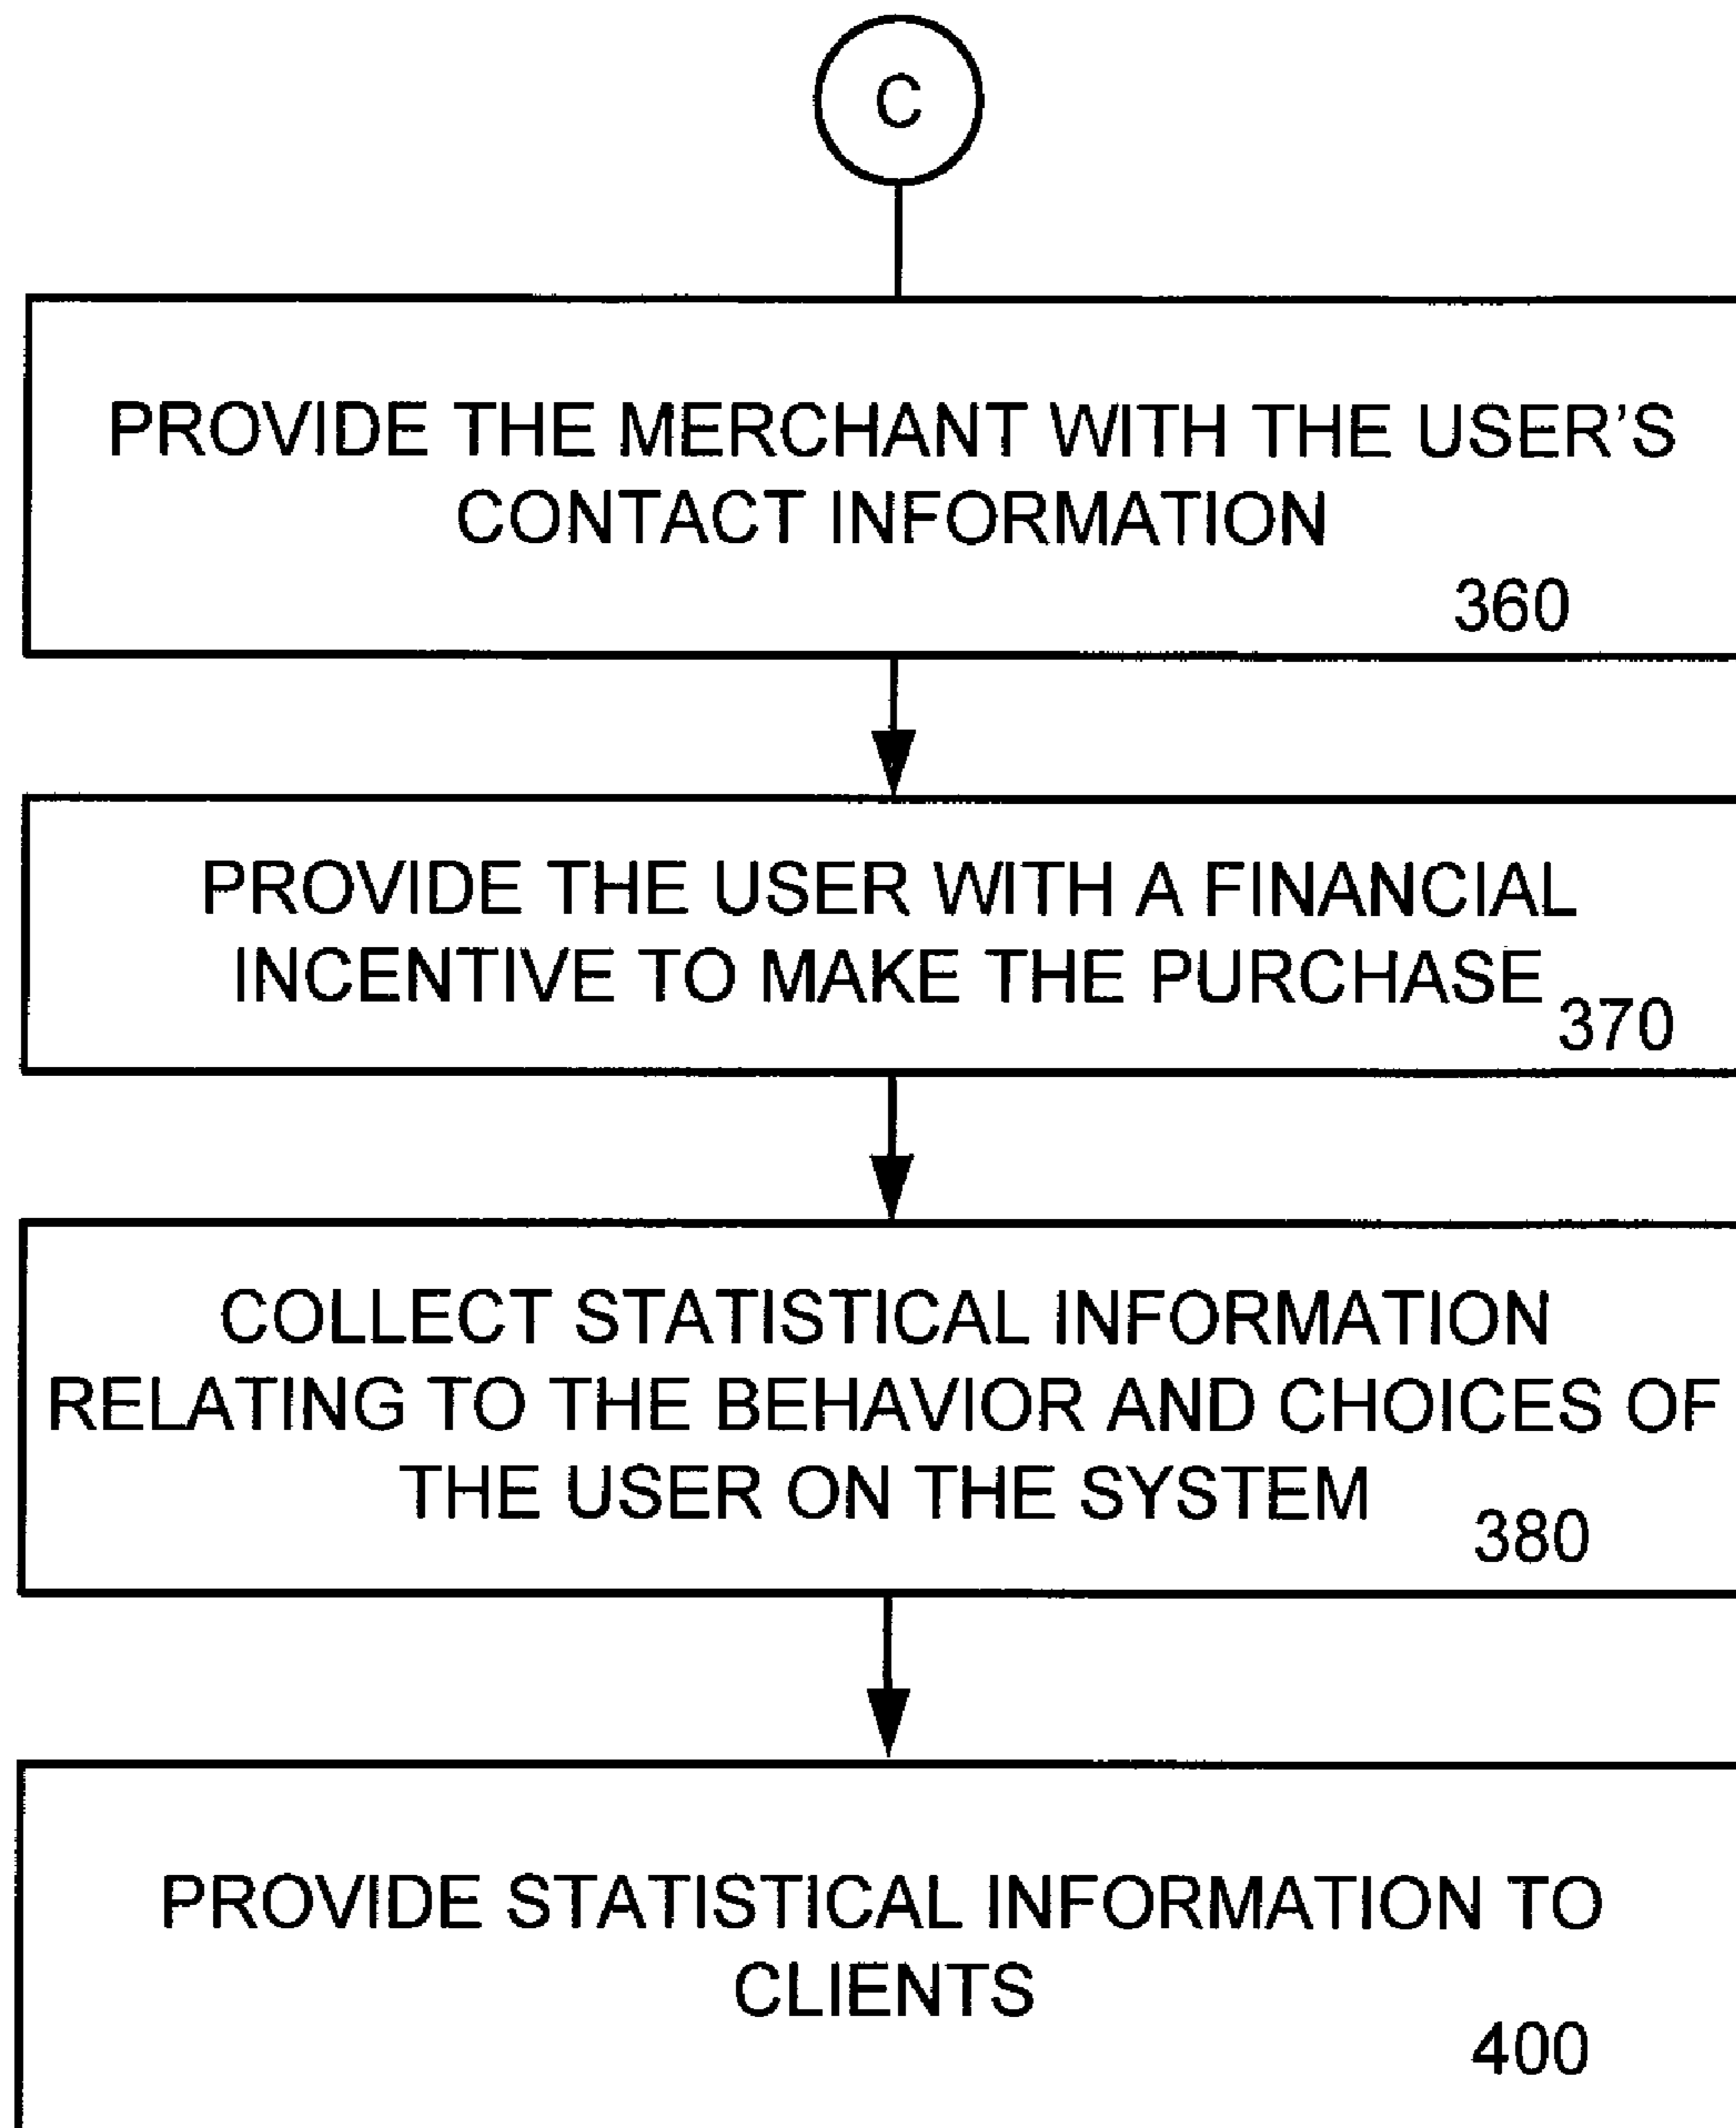 C
PROVIDE THE MERCHANT WITH THE USER'S
CONTACT INFORMATION
360
PROVIDE THE USER WITH A FINANCIAL
INCENTIVE TO MAKE THE PURCHASE
370
COLLECT STATISTICAL INFORMATION
RELATING TO THE BEHAVIOR AND CHOICES OF
THE USER ON THE SYSTEM
380
PROVIDE STATISTICAL INFORMATION TO
CLIENTS
400